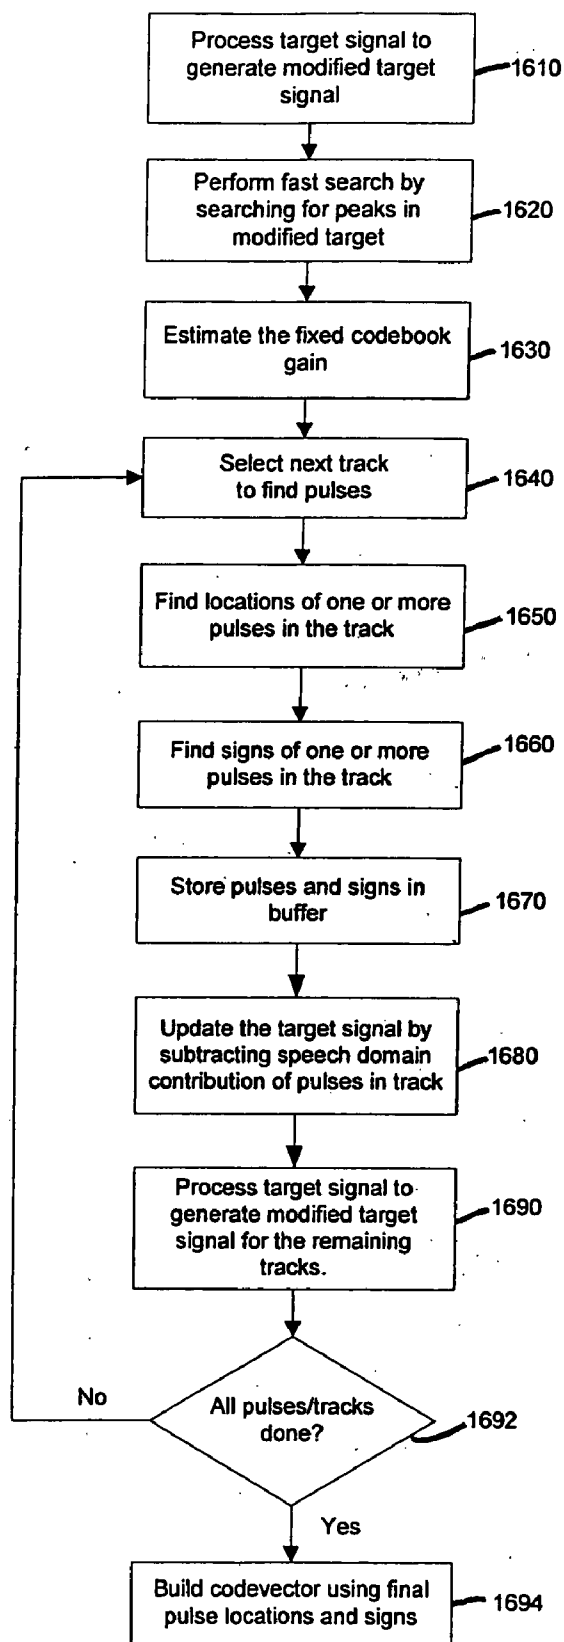 Process target signal to
generate modified target
signal
1610
Perform fast search by
searching for peaks in
modified target
1620
Estimate the fixed codebook
gain
1630
Select next track
to find pulses
1640
Find locations of one or more
pulses in the track
1650
Find signs of one or more
pulses in the track
1660
Store pulses and signs in
buffer
1670
Update the target signal by
subtracting speech domain
contribution of pulses in track
1680
Process target signal to
generate modified target
signal for the remaining
tracks.
1690
No
All pulses/tracks
done?
1692
Yes
Build codevector using final
pulse locations and signs
1694